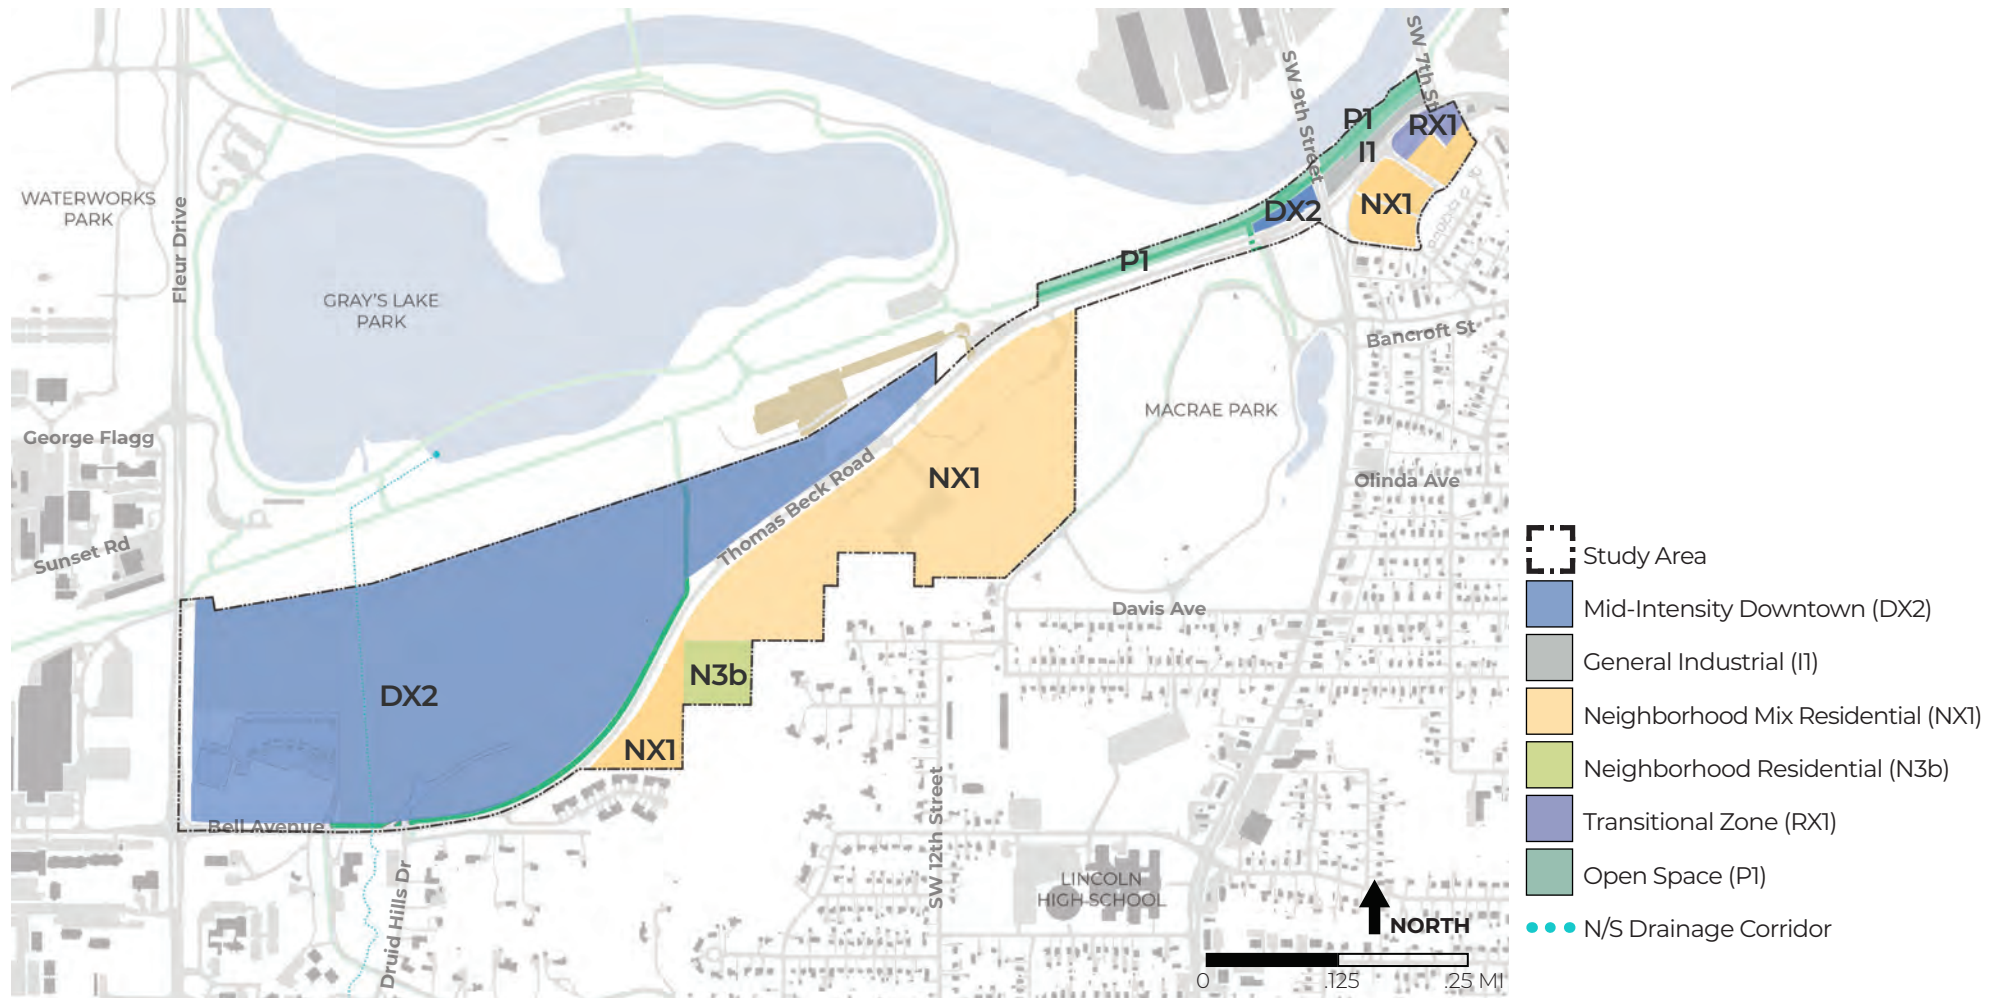 SW 7th St
SW 9th Street
P1
RX1
I1
WATERWORKS
PARK
Fleur Drive
NX1
DX2
P1
GRAY'S LAKE
PARK
Bancroft St
MACRAE PARK
George Flagg
NX1
Thomas Beck Road
Olinda Ave
Sunset Rd
Davis Ave
N3b
DX2
NX1
Bell Avenue
SW 12th Street
Druid Hills Dr
LINCOLN
HIGH SCHOOL
NORTH
0 .125 .25 MI
Study Area
Mid-Intensity Downtown (DX2)
General Industrial (I1)
Neighborhood Mix Residential (NX1)
Neighborhood Residential (N3b)
Transitional Zone (RX1)
Open Space (P1)
N/S Drainage Corridor